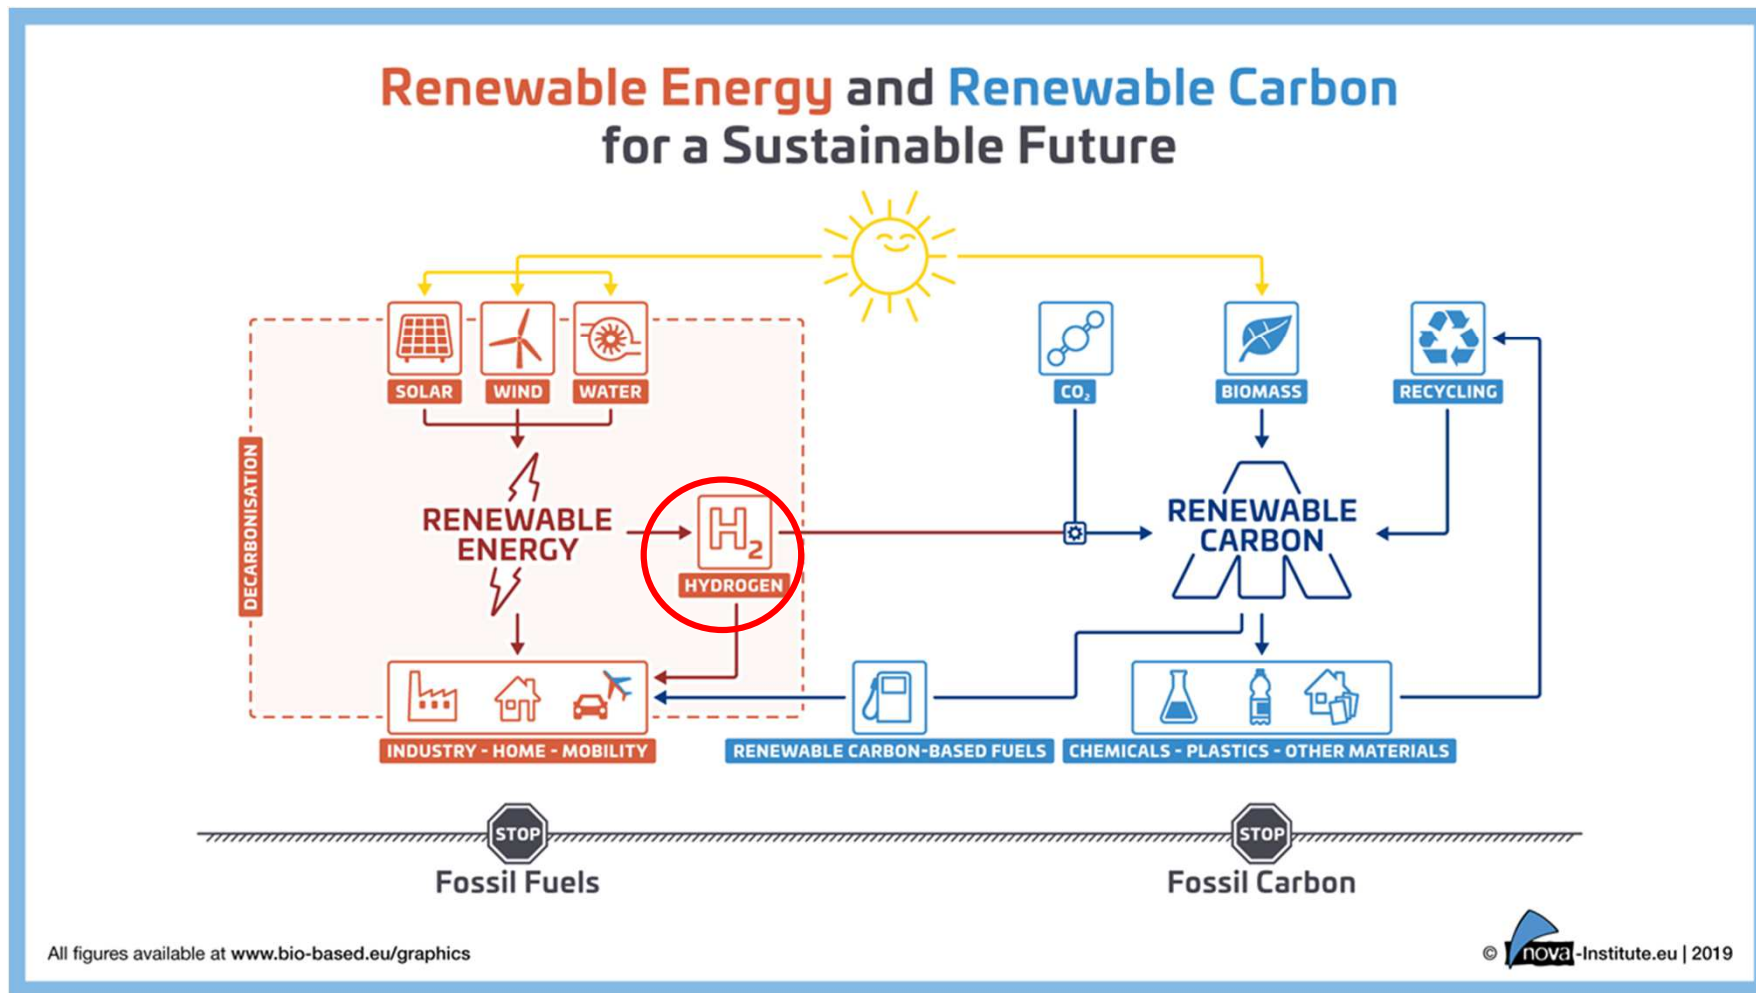 Renewable Energy and Renewable Carbon
for a Sustainable Future
SOLAR
WIND
WATER
CO₂
BIOMASS
RECYCLING
DECARBONISATION
RENEWABLE
ENERGY
H₂
HYDROGEN
RENEWABLE
CARBON
INDUSTRY - HOME - MOBILITY
RENEWABLE CARBON-BASED FUELS
CHEMICALS - PLASTICS - OTHER MATERIALS
STOP
STOP
Fossil Fuels
Fossil Carbon
All figures available at www.bio-based.eu/graphics
© nova-Institute.eu | 2019